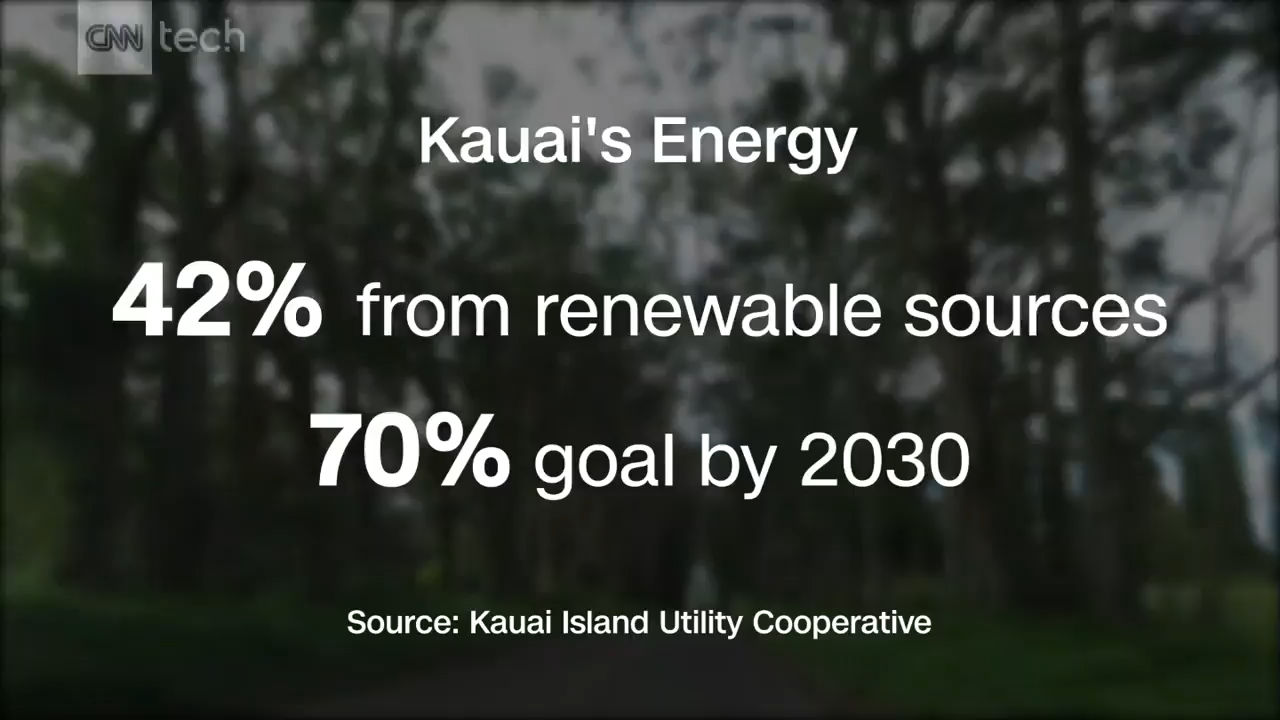 CNN tech
Kauai's Energy
42% from renewable sources
70% goal by 2030
Source: Kauai Island Utility Cooperative